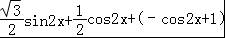 √3/2 sin2x+1/2 cos2x+(-cos2x+1)